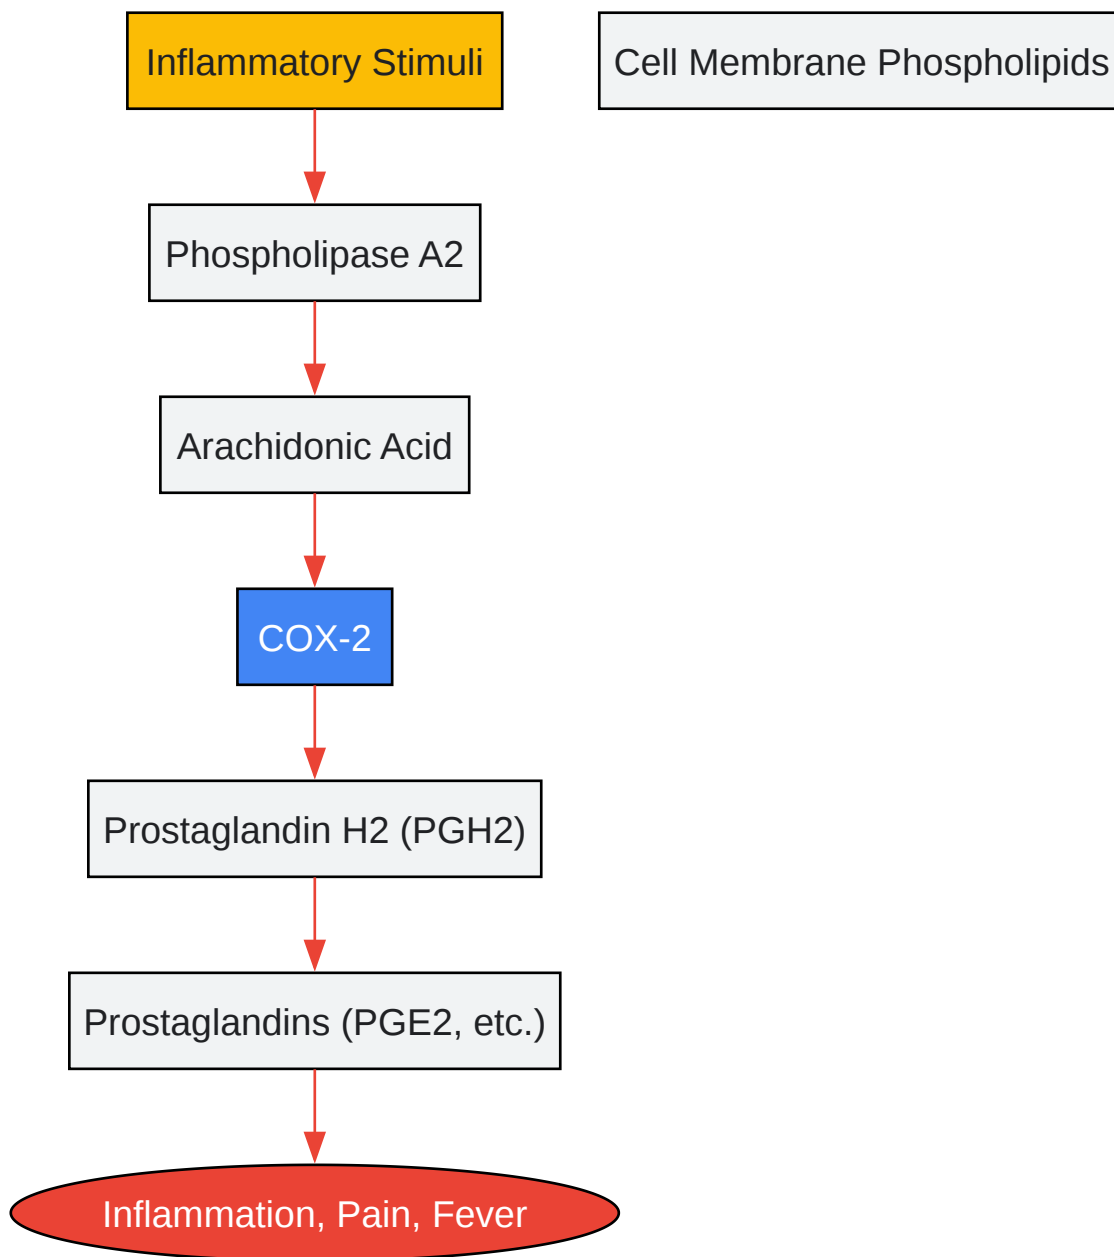 Inflammatory Stimuli
Cell Membrane Phospholipids
Phospholipase A2
Arachidonic Acid
COX-2
Prostaglandin H2 (PGH2)
Prostaglandins (PGE2, etc.)
Inflammation, Pain, Fever